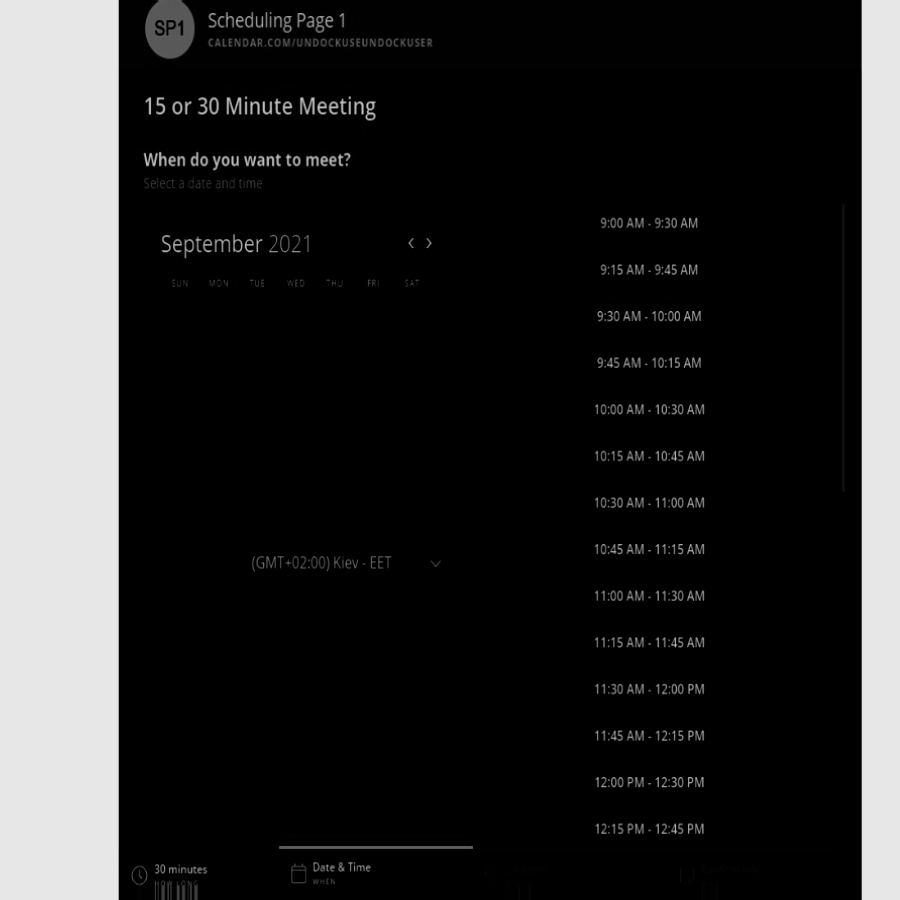 SP1
Scheduling Page 1
CALENDAR.COM/UNDOCKUSEUNDOCKUSER
15 or 30 Minute Meeting
When do you want to meet?
Select a date and time
September 2021
SUN MON TUE WED THU FRI SAT
(GMT+02:00) Kiev - EET
9:00 AM - 9:30 AM
9:15 AM - 9:45 AM
9:30 AM - 10:00 AM
9:45 AM - 10:15 AM
10:00 AM - 10:30 AM
10:15 AM - 10:45 AM
10:30 AM - 11:00 AM
10:45 AM - 11:15 AM
11:00 AM - 11:30 AM
11:15 AM - 11:45 AM
11:30 AM - 12:00 PM
11:45 AM - 12:15 PM
12:00 PM - 12:30 PM
12:15 PM - 12:45 PM
30 minutes
HOW LONG
Date & Time
WHEN